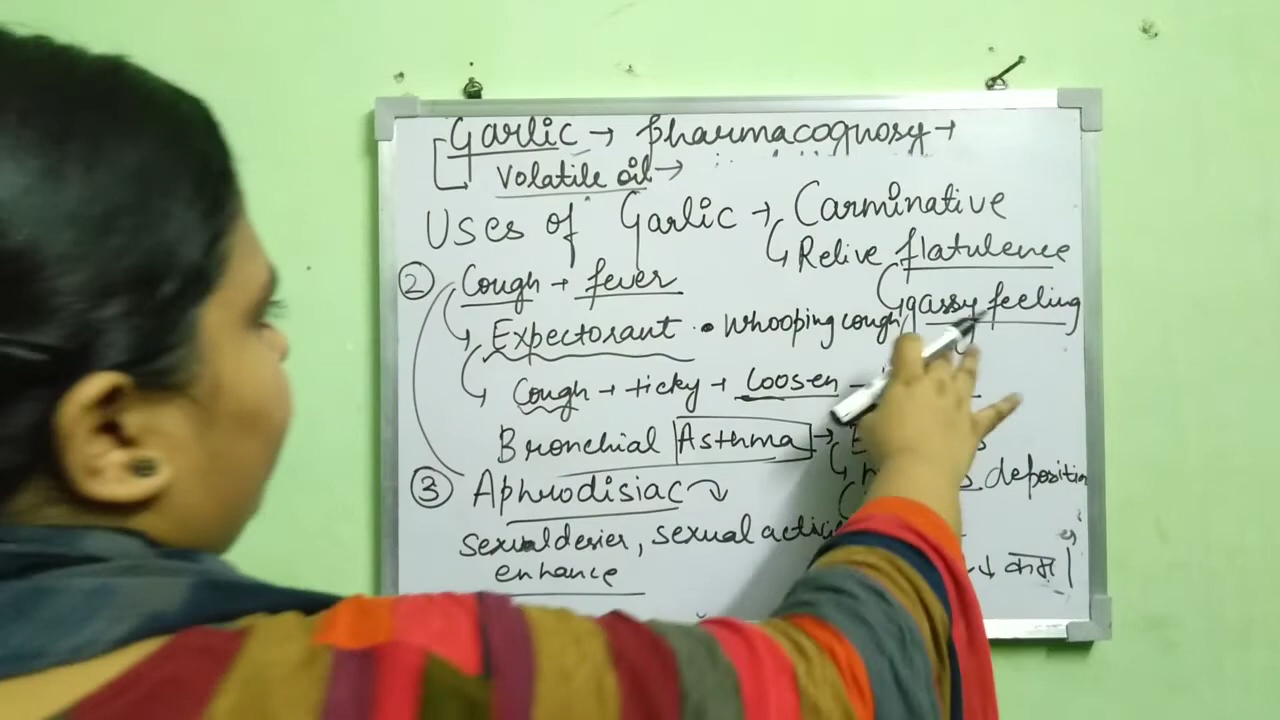 Garlic → Pharmacognosy →
Volatile oil →
Uses of Garlic → Carminative
↳ Relive flatulence
↳ gassy feeling
② Cough + fever
↳ Expectorant • Whooping cough
↳ Cough → ticky → Loosen
Bronchial Asthma →
deposition
③ Aphrodisiac
sexual desier, sexual
enhance